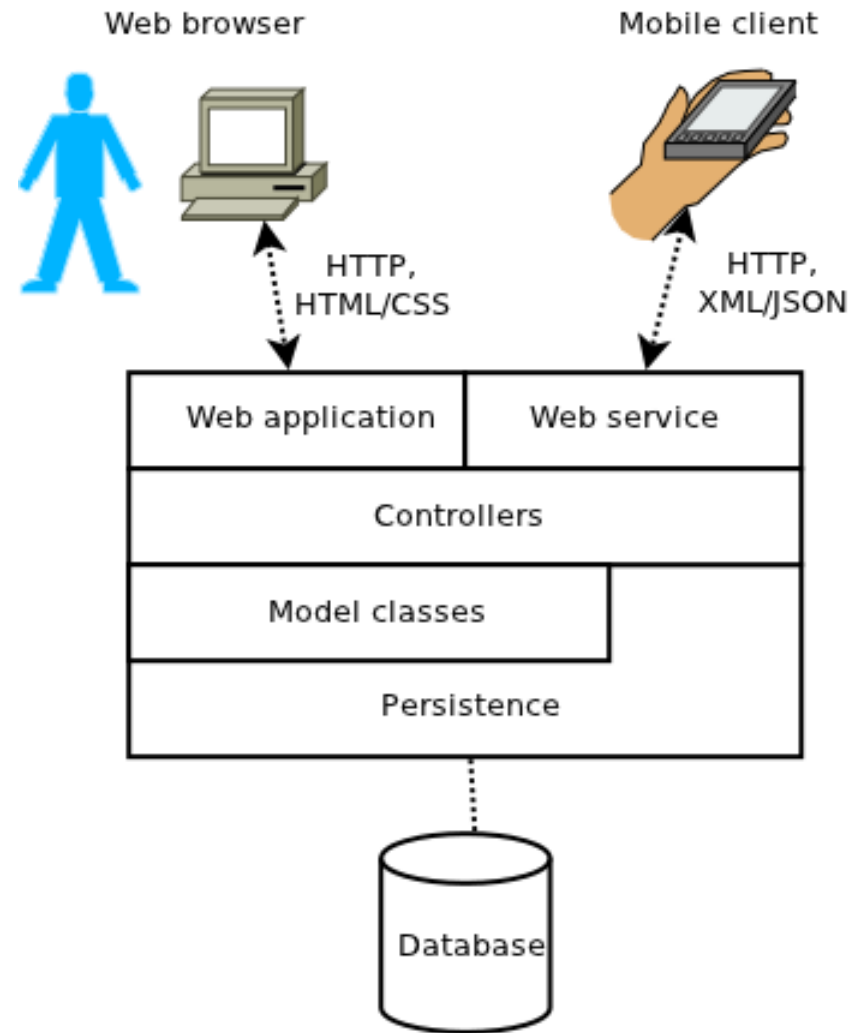 Web browser
Mobile client
HTTP,
HTML/CSS
HTTP,
XML/JSON
Web application
Web service
Controllers
Model classes
Persistence
Database